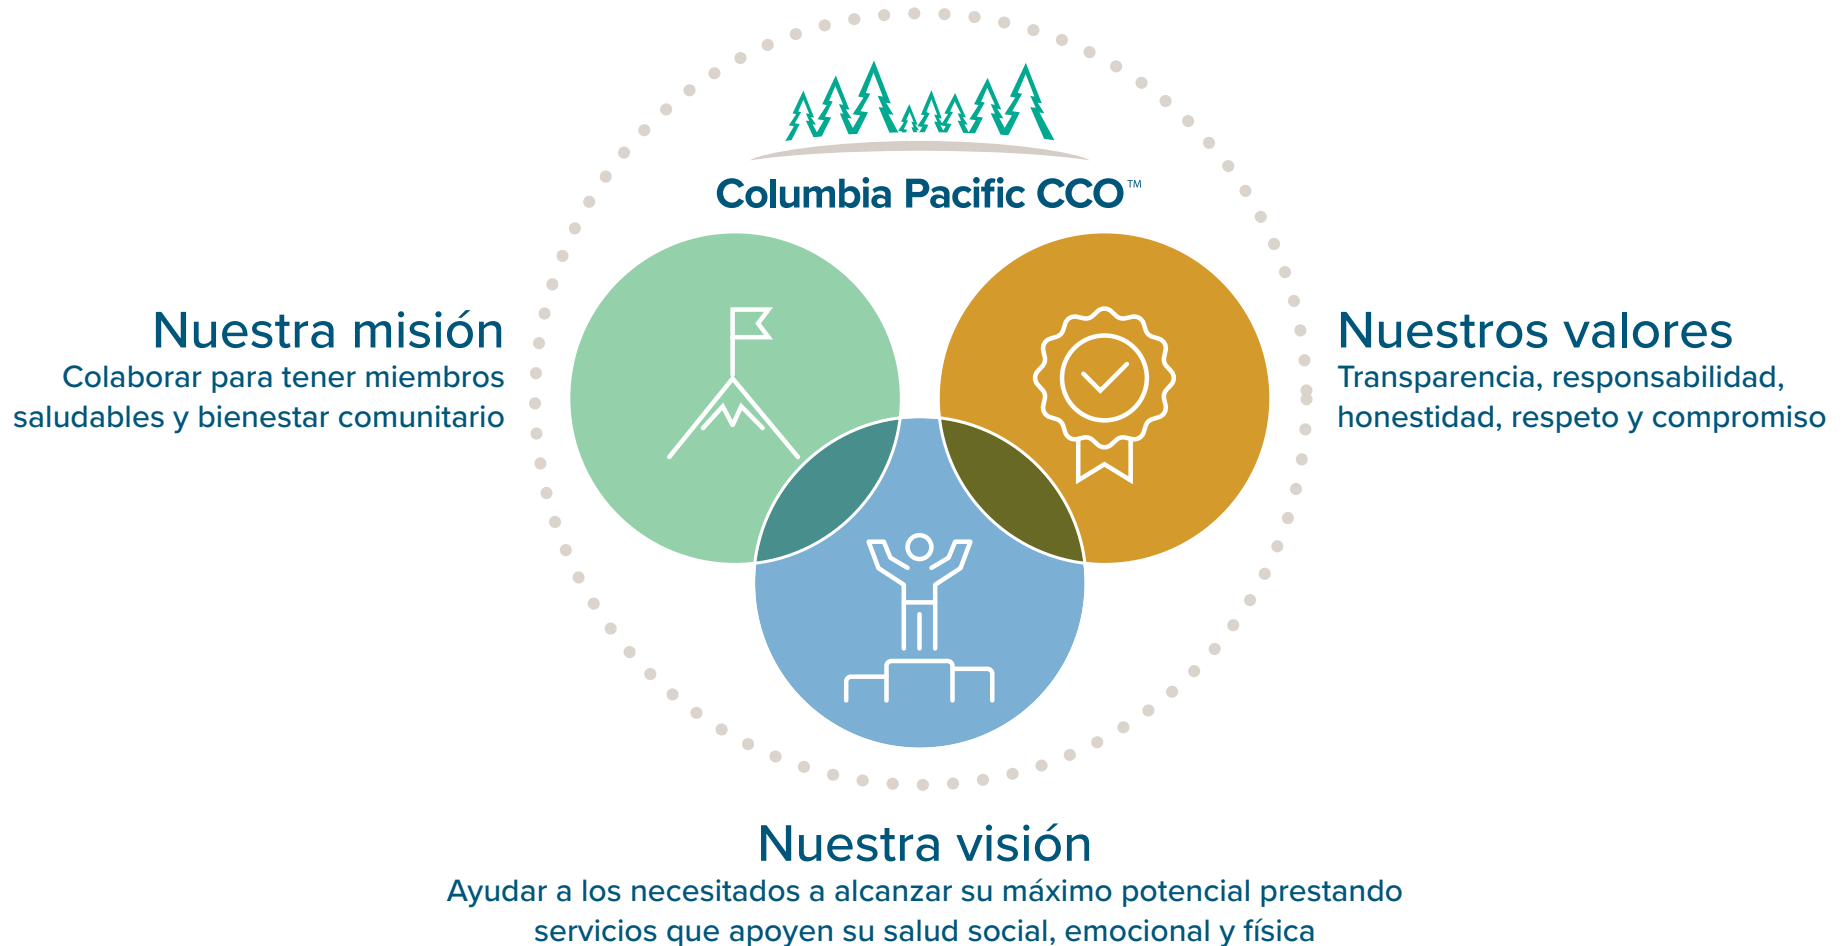 Columbia Pacific CCO™
Nuestra misión
Colaborar para tener miembros
saludables y bienestar comunitario
Nuestros valores
Transparencia, responsabilidad,
honestidad, respeto y compromiso
Nuestra visión
Ayudar a los necesitados a alcanzar su máximo potencial prestando
servicios que apoyen su salud social, emocional y física